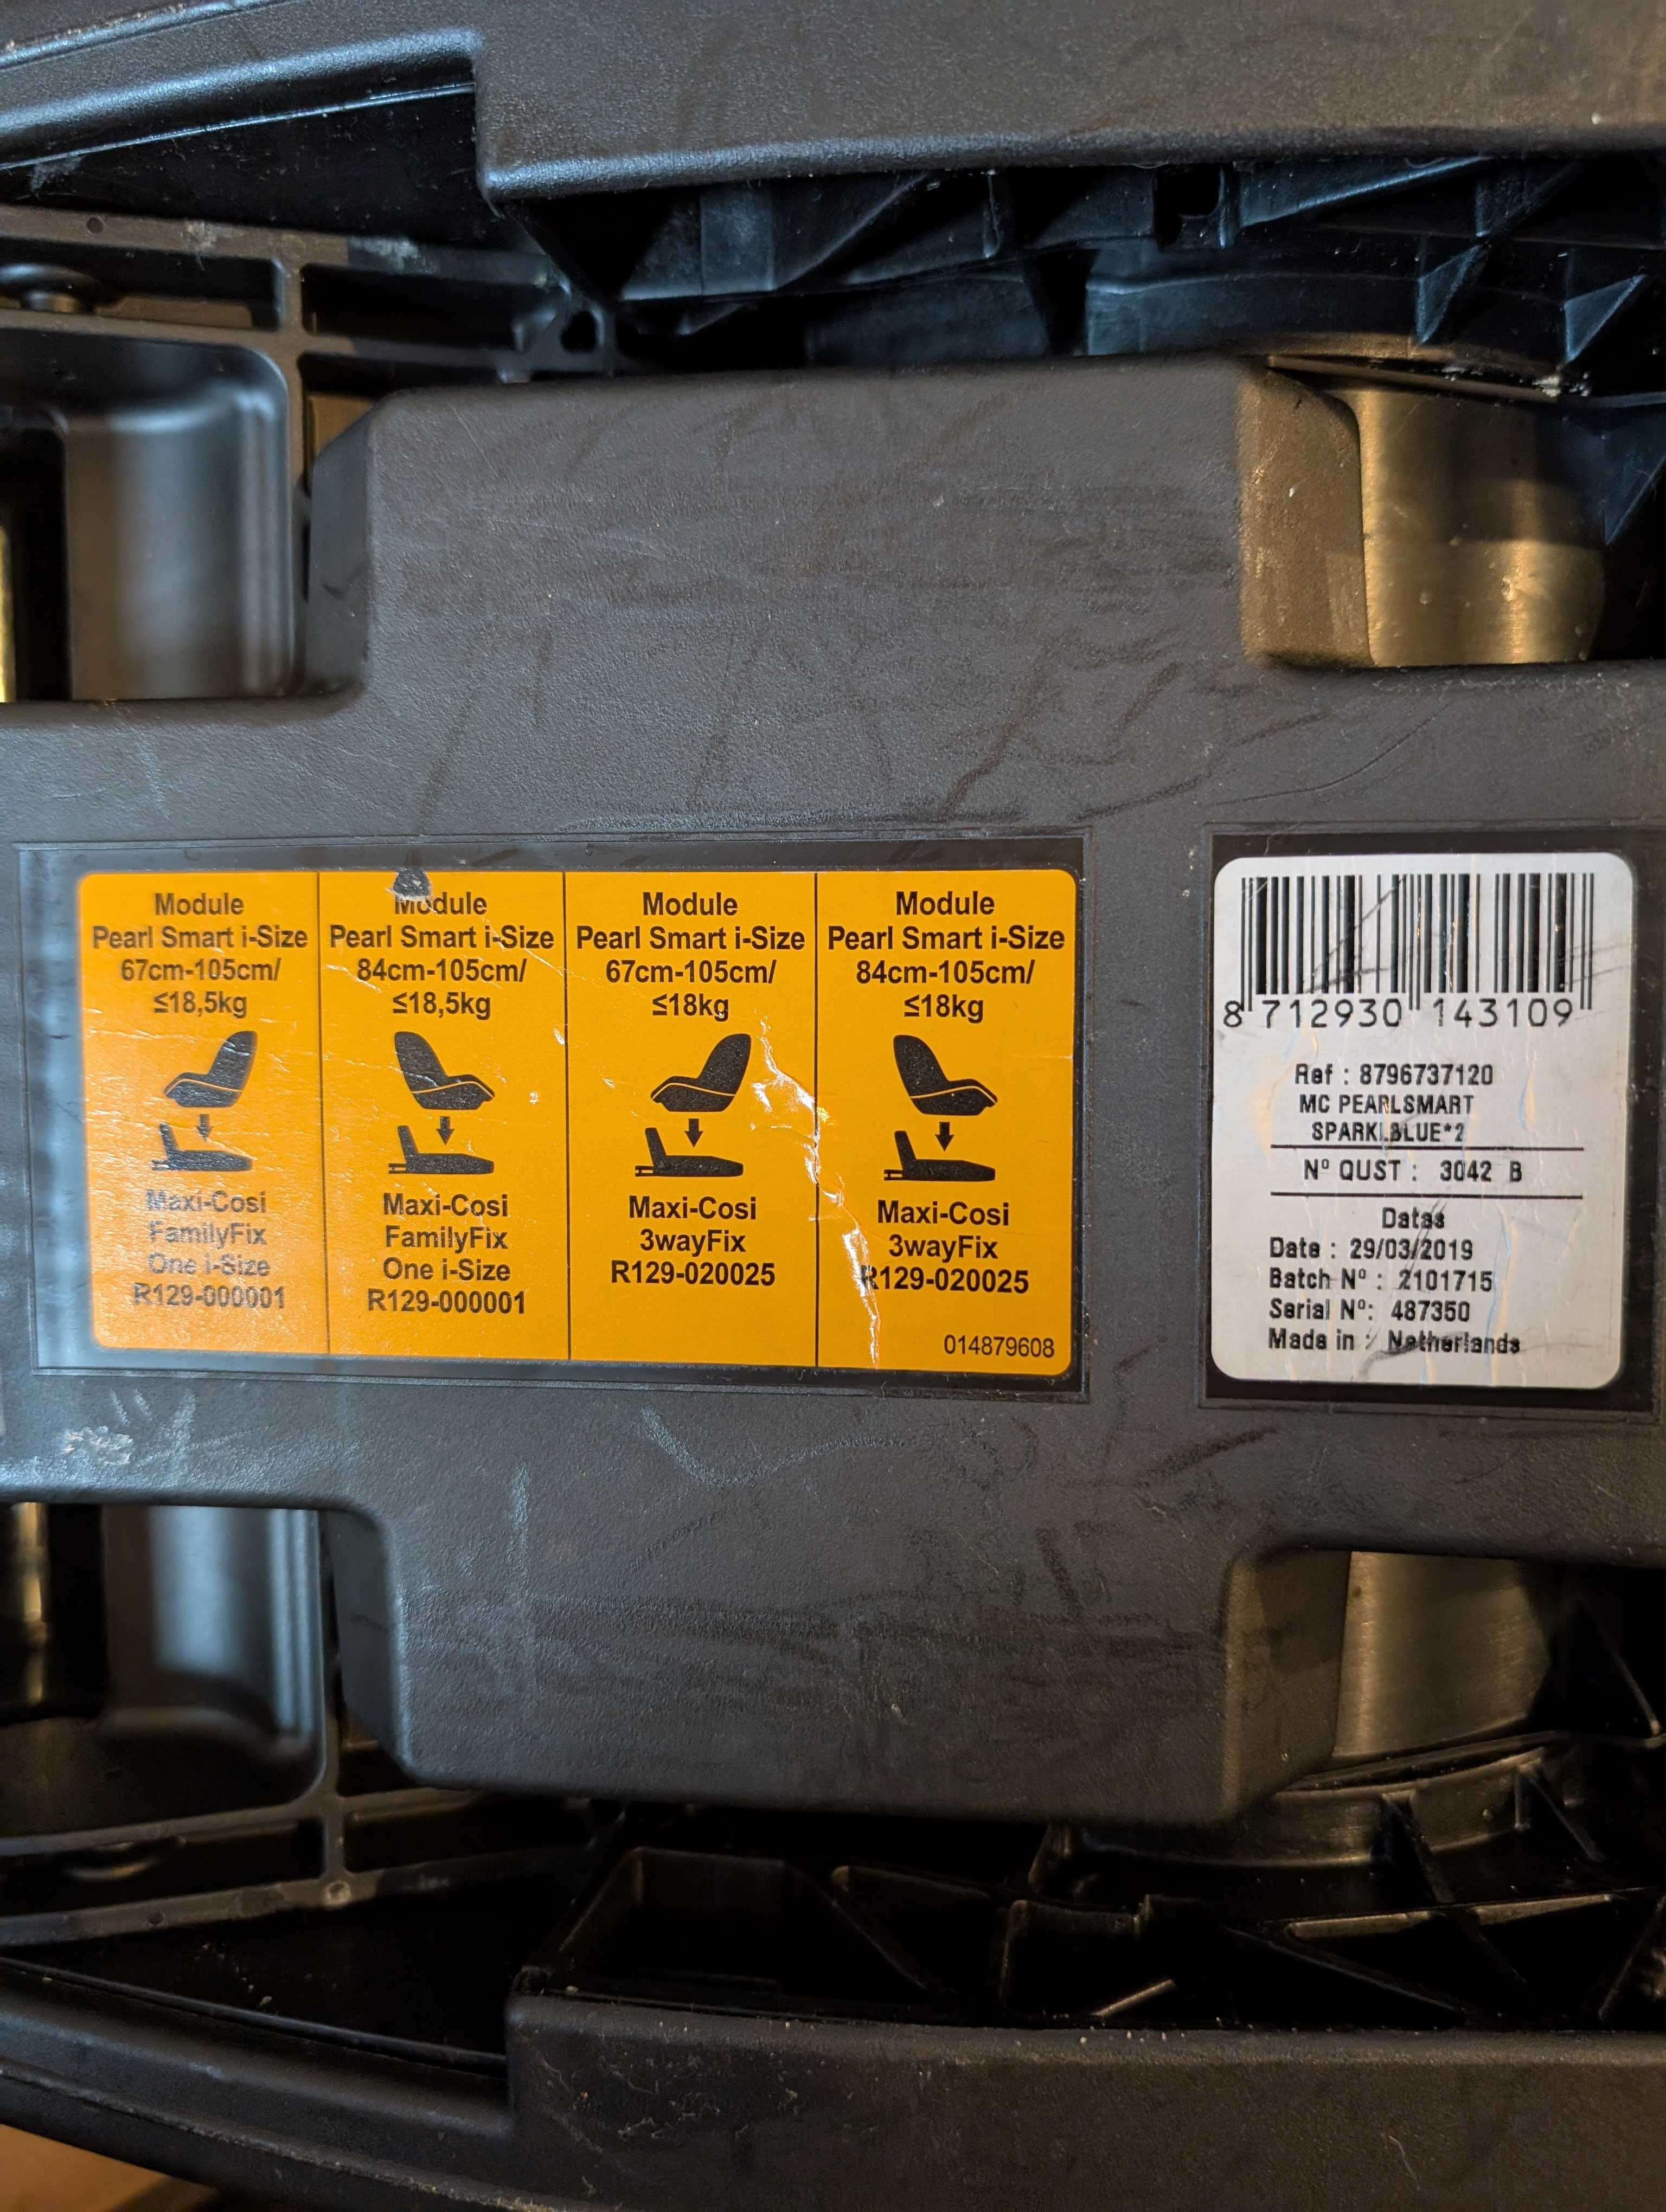 Module
Pearl Smart i-Size
67cm-105cm/
≤18,5kg
Maxi-Cosi
FamilyFix
One i-Size
R129-000001
Module
Pearl Smart i-Size
84cm-105cm/
≤18,5kg
Maxi-Cosi
FamilyFix
One i-Size
R129-000001
Module
Pearl Smart i-Size
67cm-105cm/
≤18kg
Maxi-Cosi
3wayFix
R129-020025
Module
Pearl Smart i-Size
84cm-105cm/
≤18kg
Maxi-Cosi
3wayFix
R129-020025
014879608
8 712930 143109
Ref : 8796737120
MC PEARLSMART
SPARKLBLUE*2
Nº QUST : 3042 B
Datas
Date : 29/03/2019
Batch Nº : 2101715
Serial Nº: 487350
Made in : Netherlands